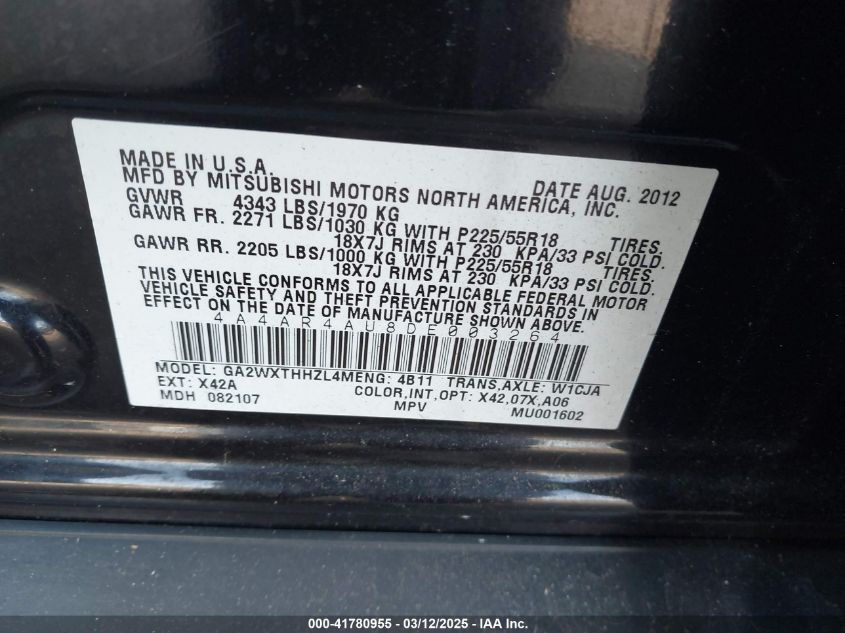 MADE IN U.S.A. DATE AUG. 2012
MFD BY MITSUBISHI MOTORS NORTH AMERICA, INC.
GVWR 4343 LBS/1970 KG
GAWR FR. 2271 LBS/1030 KG WITH P225/55R18 TIRES,
18X7J RIMS AT 230 KPA/33 PSI COLD.
GAWR RR. 2205 LBS/1000 KG WITH P225/55R18 TIRES,
18X7J RIMS AT 230 KPA/33 PSI COLD.
THIS VEHICLE CONFORMS TO ALL APPLICABLE FEDERAL MOTOR
VEHICLE SAFETY AND THEFT PREVENTION STANDARDS IN
EFFECT ON THE DATE OF MANUFACTURE SHOWN ABOVE.
4A4AR4AU8DE003264
MODEL: GA2WXTHHZL4MENG: 4B11 TRANS,AXLE: W1CJA
EXT: X42A COLOR,INT,OPT: X42,07X,A06
MDH 082107 MPV MU001602
000-41780955 - 03/12/2025 - IAA Inc.